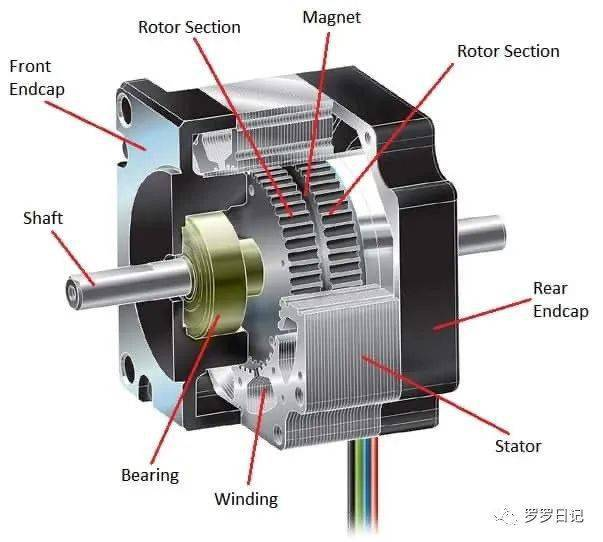 Magnet
Rotor Section
Rotor Section
Front
Endcap
Shaft
Rear
Endcap
Stator
Bearing
Winding
罗罗日记